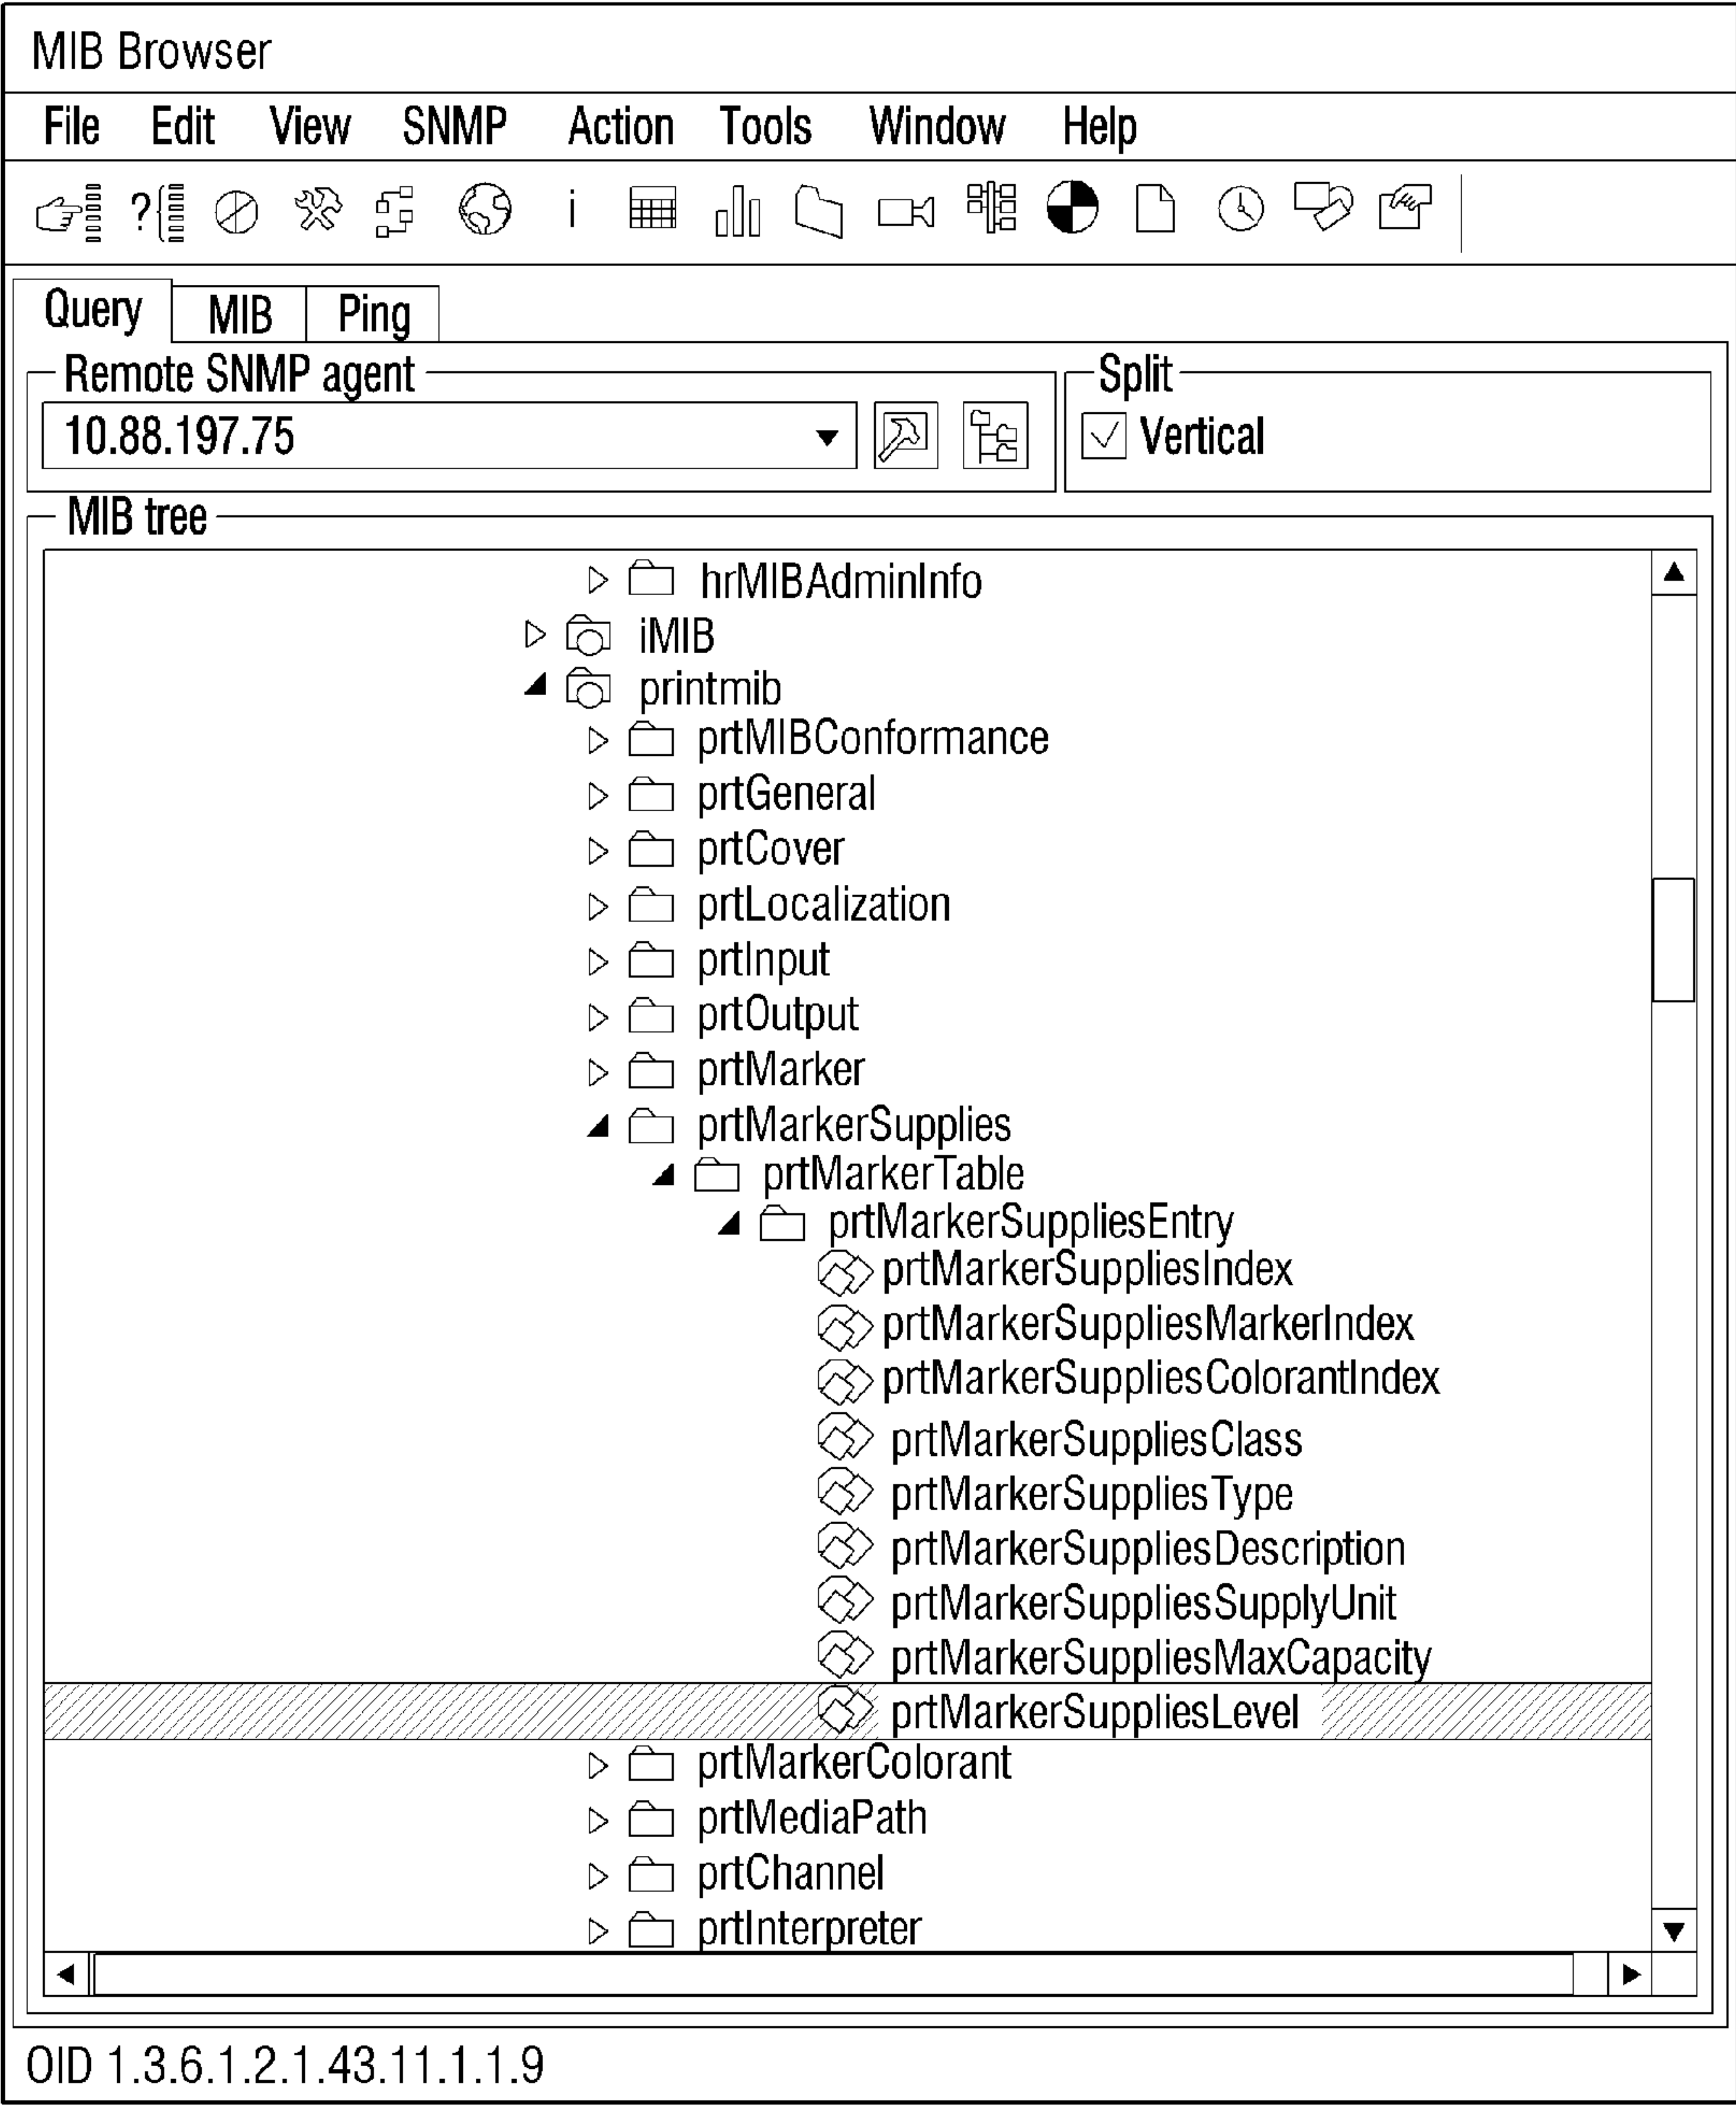 MIB Browser
File Edit View SNMP Action Tools Window Help
Query MIB Ping
Remote SNMP agent Split
10.88.197.75 Vertical
MIB tree
hrMIBAdminInfo
iMIB
printmib
prtMIBConformance
prtGeneral
prtCover
prtLocalization
prtInput
prtOutput
prtMarker
prtMarkerSupplies
prtMarkerTable
prtMarkerSuppliesEntry
prtMarkerSuppliesIndex
prtMarkerSuppliesMarkerIndex
prtMarkerSuppliesColorantIndex
prtMarkerSuppliesClass
prtMarkerSuppliesType
prtMarkerSuppliesDescription
prtMarkerSuppliesSupplyUnit
prtMarkerSuppliesMaxCapacity
prtMarkerSuppliesLevel
prtMarkerColorant
prtMediaPath
prtChannel
prtInterpreter
OID 1.3.6.1.2.1.43.11.1.1.9